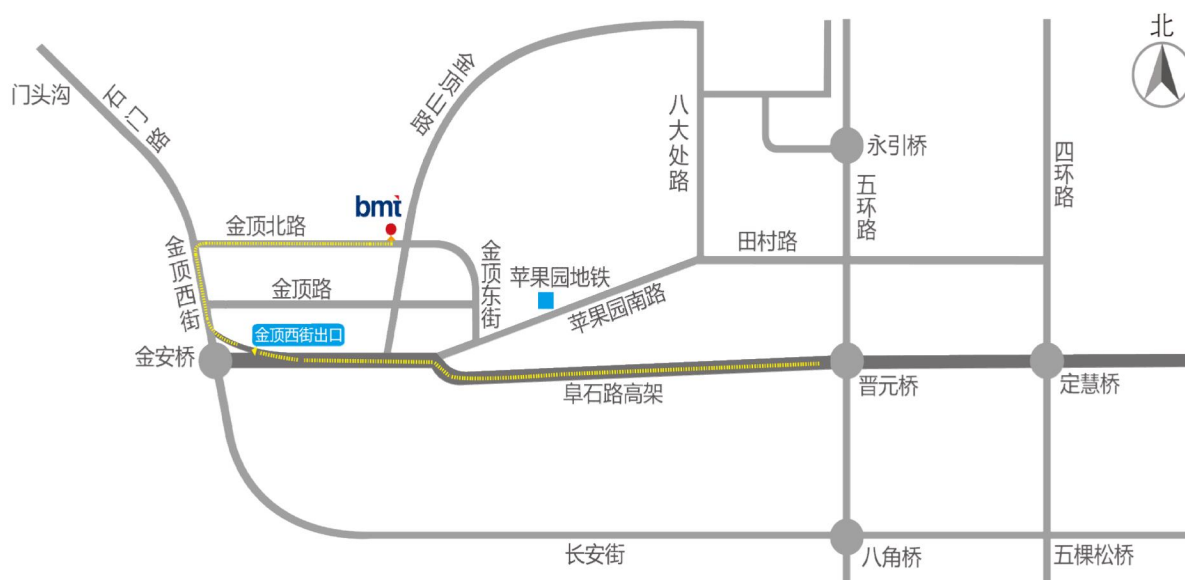 北
门头沟
石门路
金顶山路
八大处路
永引桥
五环路
四环路
bmt
金顶北路
金顶西街
金顶路
金顶东街
苹果园地铁
苹果园南路
田村路
金顶西街出口
金安桥
阜石路高架
晋元桥
定慧桥
长安街
八角桥
五棵松桥